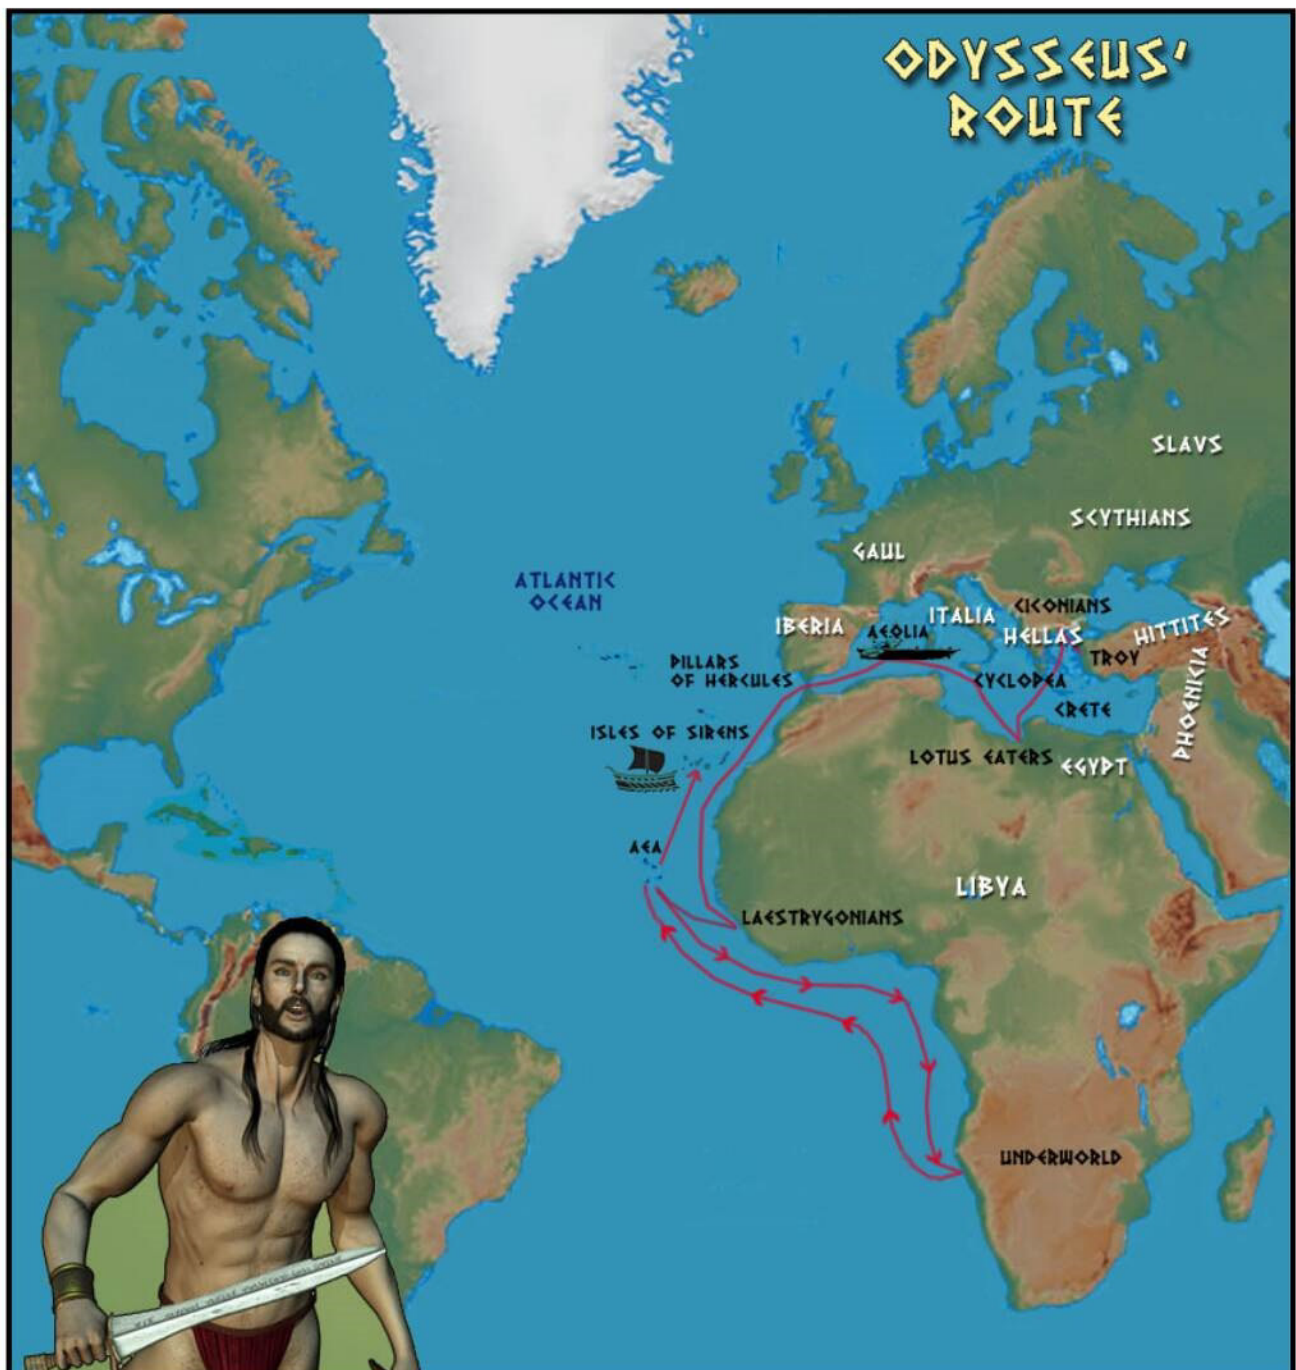 ODYSSEUS'
ROUTE
SLAVS
SCYTHIANS
GAUL
ATLANTIC
OCEAN
CICONIANS
ITALIA
IBERIA
AEOLIA
HELLAS
HITTITES
TROY
PILLARS
OF HERCULES
CYCLOPEA
PHOENICIA
CRETE
ISLES OF SIRENS
LOTUS EATERS
EGYPT
AEA
LIBYA
LAESTRYGONIANS
UNDERWORLD